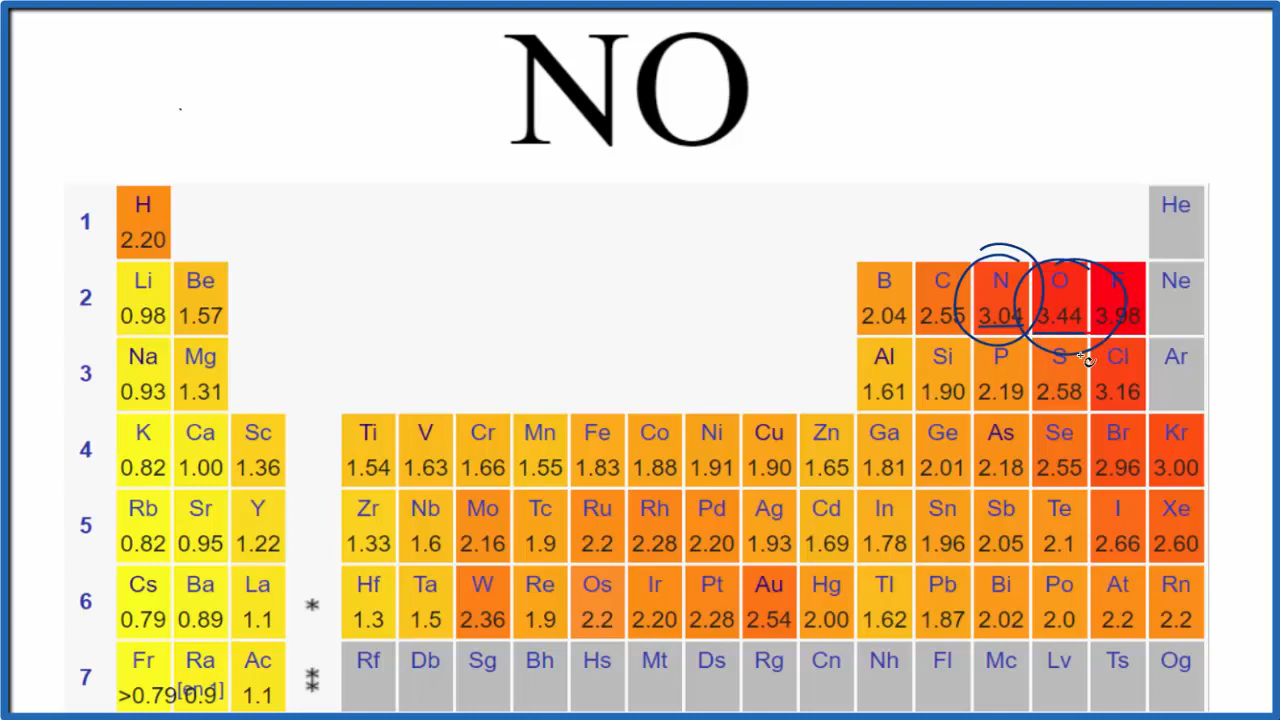 NO
1 H He
2.20
2 Li Be B C N O F Ne
0.98 1.57 2.04 2.55 3.04 3.44 3.98
3 Na Mg Al Si P S Cl Ar
0.93 1.31 1.61 1.90 2.19 2.58 3.16
4 K Ca Sc Ti V Cr Mn Fe Co Ni Cu Zn Ga Ge As Se Br Kr
0.82 1.00 1.36 1.54 1.63 1.66 1.55 1.83 1.88 1.91 1.90 1.65 1.81 2.01 2.18 2.55 2.96 3.00
5 Rb Sr Y Zr Nb Mo Tc Ru Rh Pd Ag Cd In Sn Sb Te I Xe
0.82 0.95 1.22 1.33 1.6 2.16 1.9 2.2 2.28 2.20 1.93 1.69 1.78 1.96 2.05 2.1 2.66 2.60
6 Cs Ba La * Hf Ta W Re Os Ir Pt Au Hg Tl Pb Bi Po At Rn
0.79 0.89 1.1 1.3 1.5 2.36 1.9 2.2 2.20 2.28 2.54 2.00 1.62 1.87 2.02 2.0 2.2 2.2
7 Fr Ra Ac ** Rf Db Sg Bh Hs Mt Ds Rg Cn Nh Fl Mc Lv Ts Og
>0.79 [en 1] 0.9 1.1